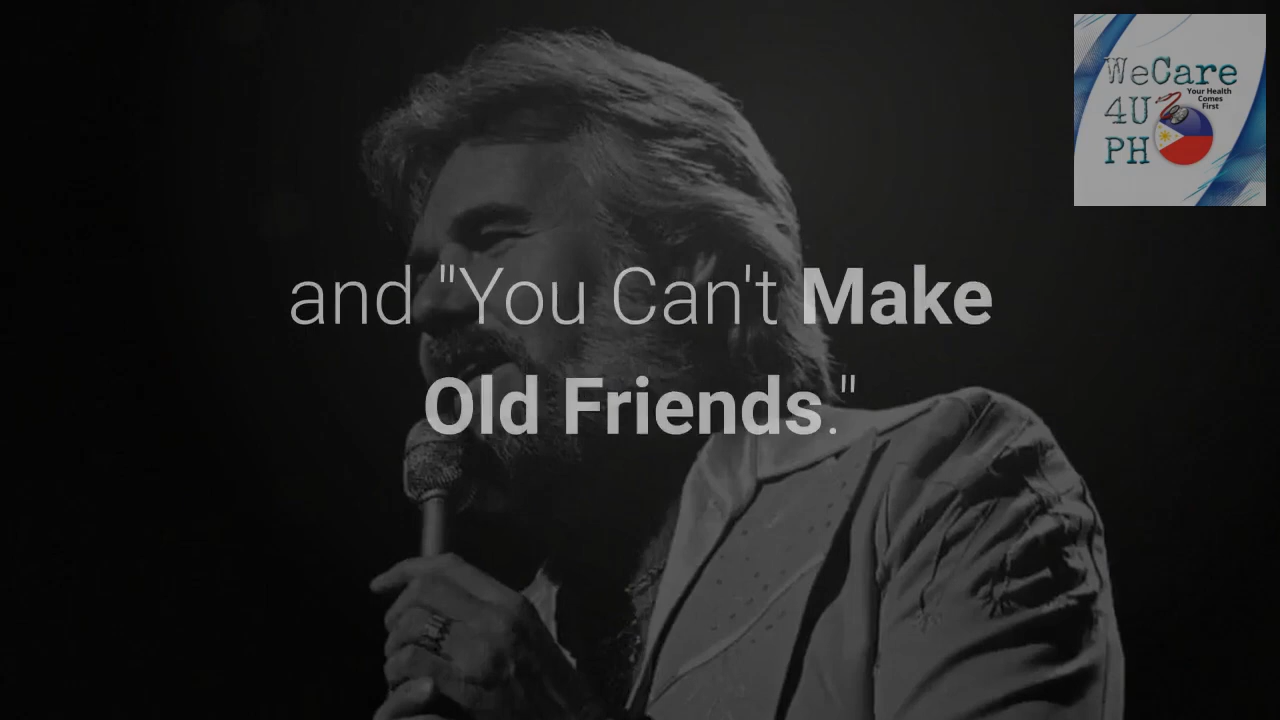 WeCare
4U
PH
Your Health
Comes
First
and "You Can't Make
Old Friends."